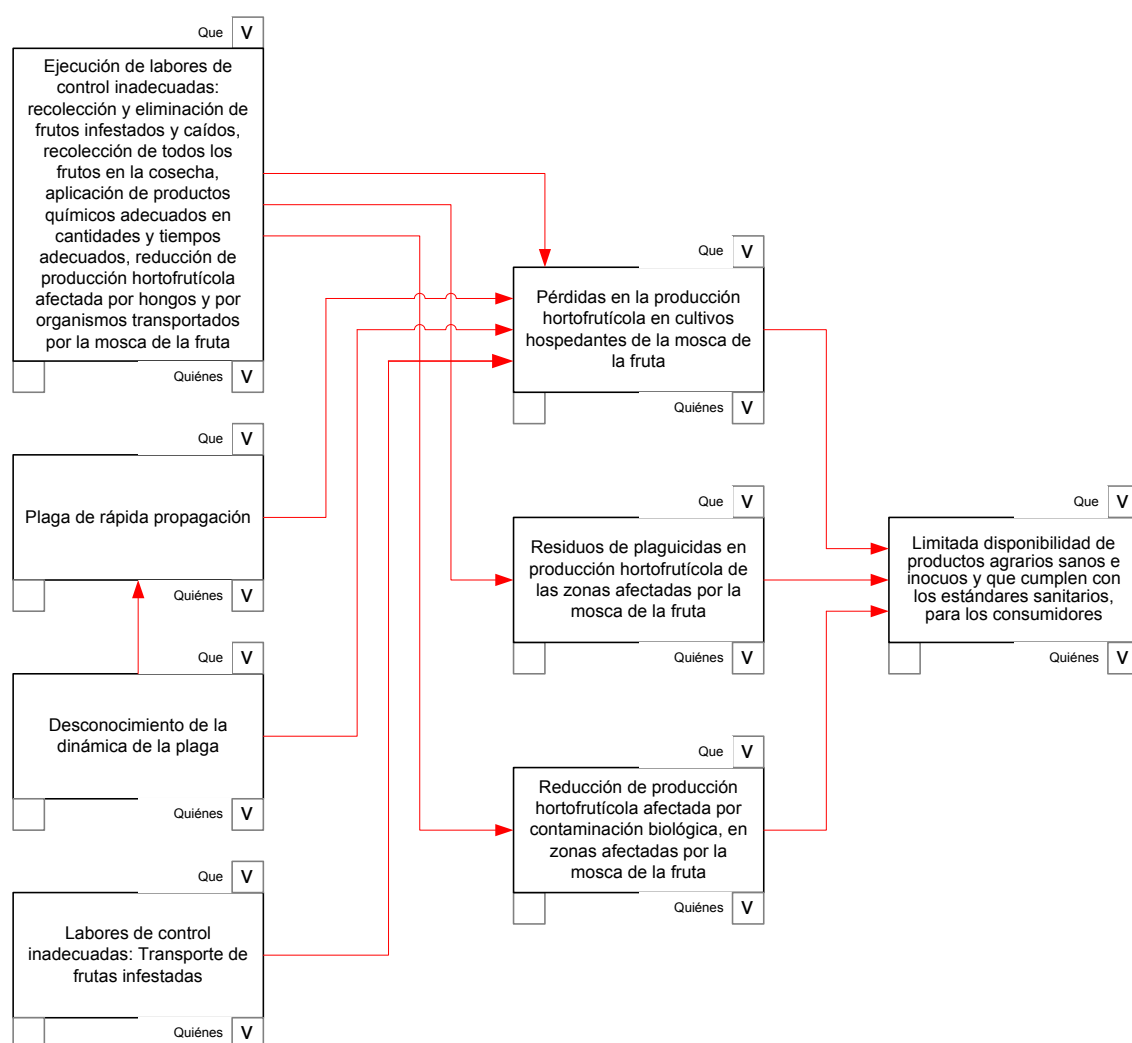 Que V
Ejecución de labores de
control inadecuadas:
recolección y eliminación de
frutos infestados y caídos,
recolección de todos los
frutos en la cosecha,
aplicación de productos
químicos adecuados en
cantidades y tiempos
adecuados, reducción de
producción hortofrutícola
afectada por hongos y por
organismos transportados
por la mosca de la fruta
Quiénes V
Que V
Plaga de rápida propagación
Quiénes V
Que V
Desconocimiento de la
dinámica de la plaga
Quiénes V
Que V
Labores de control
inadecuadas: Transporte de
frutas infestadas
Quiénes V
Que V
Pérdidas en la producción
hortofrutícola en cultivos
hospedantes de la mosca de
la fruta
Quiénes V
Que V
Residuos de plaguicidas en
producción hortofrutícola de
las zonas afectadas por la
mosca de la fruta
Quiénes V
Que V
Reducción de producción
hortofrutícola afectada por
contaminación biológica, en
zonas afectadas por la
mosca de la fruta
Quiénes V
Que V
Limitada disponibilidad de
productos agrarios sanos e
inocuos y que cumplen con
los estándares sanitarios,
para los consumidores
Quiénes V